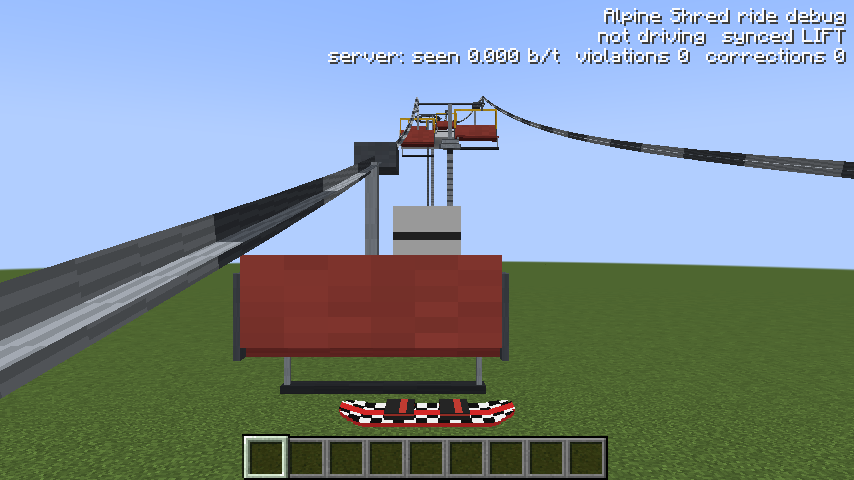 Alpine Shred ride debug
not driving  synced LIFT
server: seen 0.000 b/t  violations 0  corrections 0